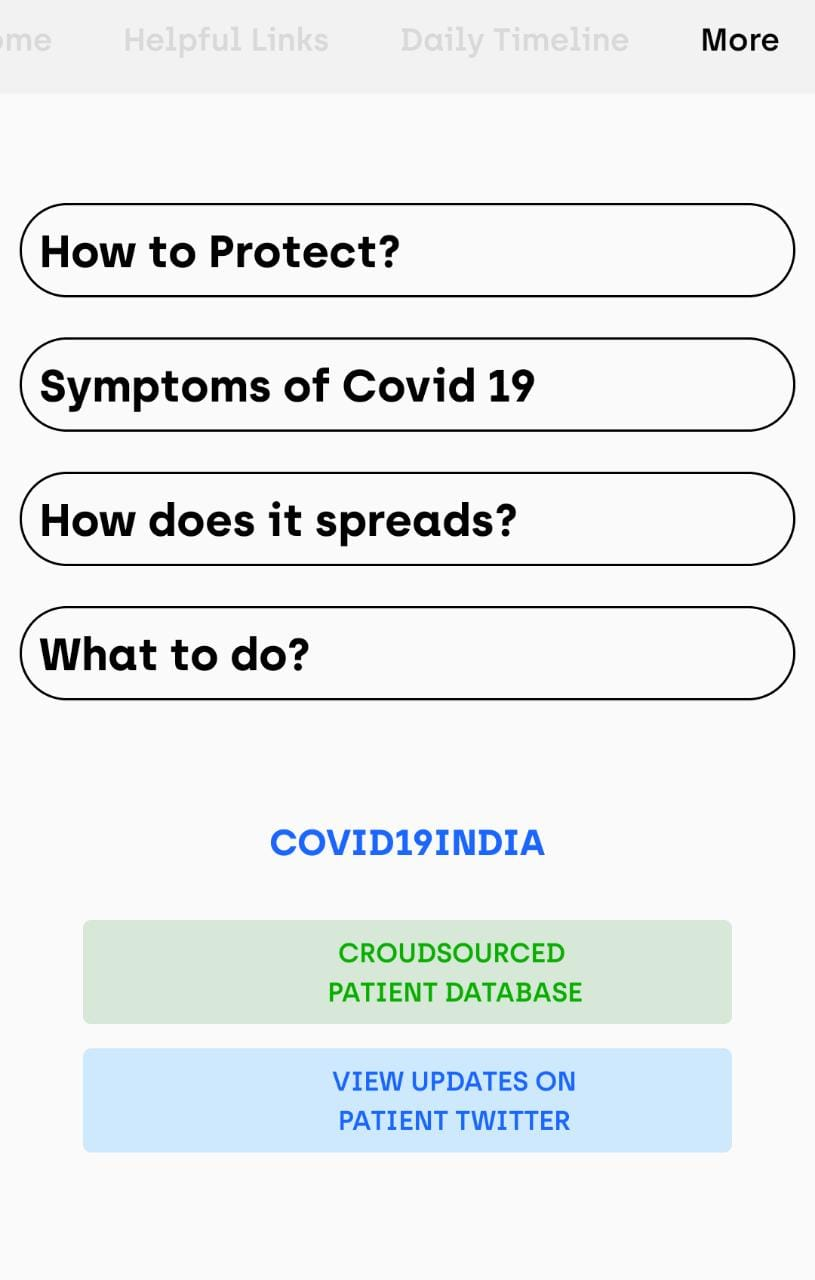 ome Helpful Links Daily Timeline More
How to Protect?
Symptoms of Covid 19
How does it spreads?
What to do?
COVID19INDIA
CROUDSOURCED
PATIENT DATABASE
VIEW UPDATES ON
PATIENT TWITTER